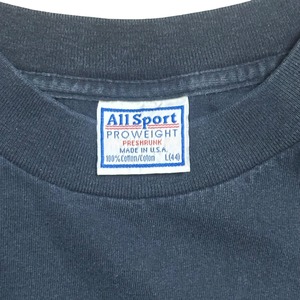 All Sport
PROWEIGHT
PRESHRUNK
MADE IN U.S.A.
100% Cotton/Coton L(44)